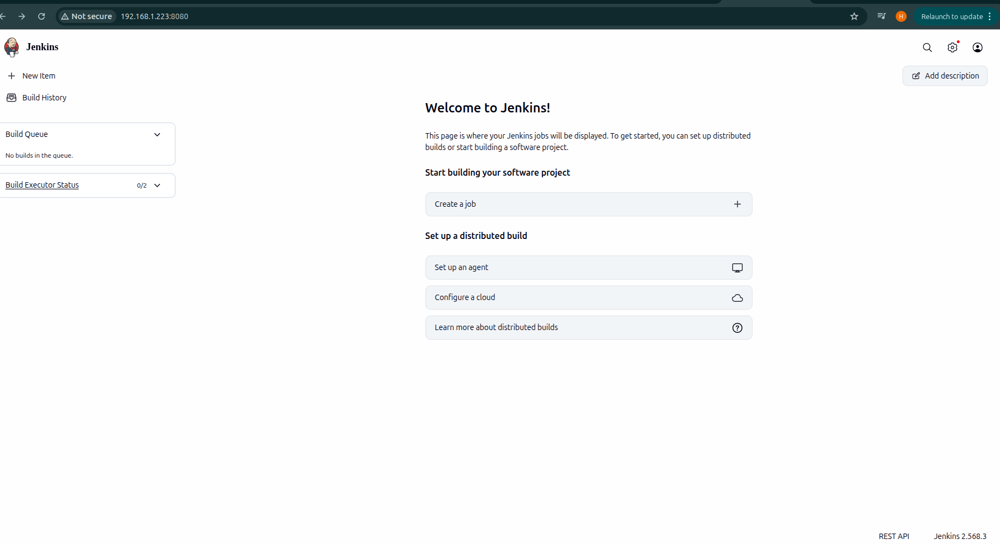 Not secure 192.168.1.223:8080
H
Relaunch to update
Jenkins
New Item
Add description
Build History
Build Queue
No builds in the queue.
Build Executor Status 0/2
Welcome to Jenkins!
This page is where your Jenkins jobs will be displayed. To get started, you can set up distributed
builds or start building a software project.
Start building your software project
Create a job
Set up a distributed build
Set up an agent
Configure a cloud
Learn more about distributed builds
REST API Jenkins 2.568.3